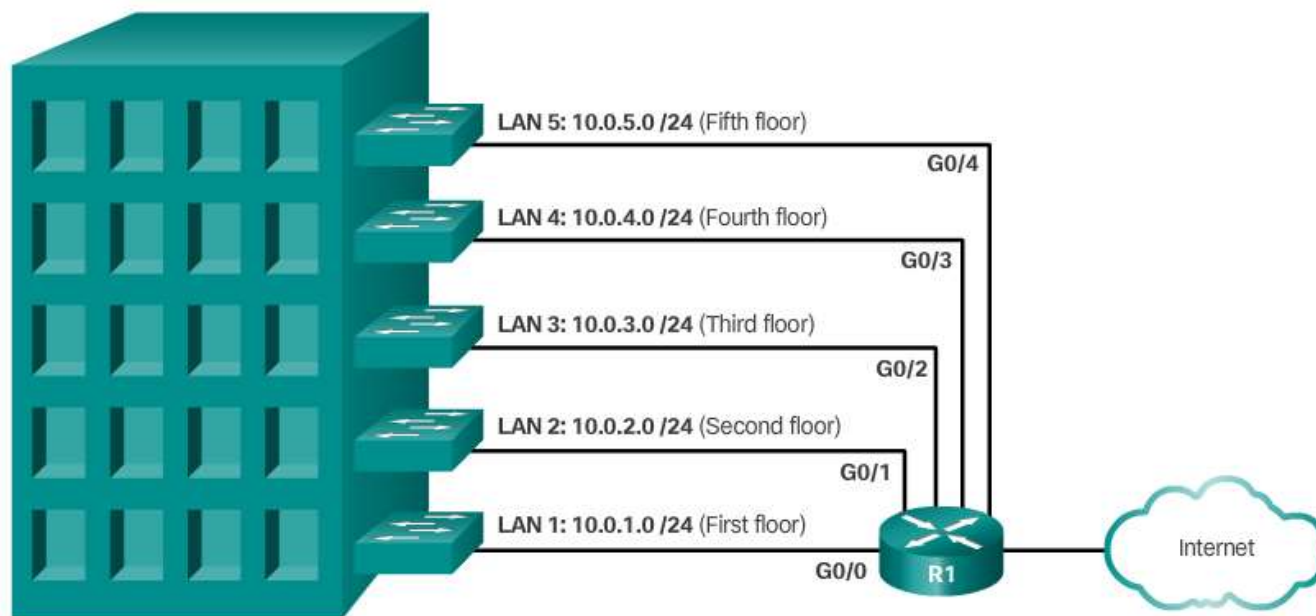 LAN 5: 10.0.5.0 /24 (Fifth floor)
G0/4
LAN 4: 10.0.4.0 /24 (Fourth floor)
G0/3
LAN 3: 10.0.3.0 /24 (Third floor)
G0/2
LAN 2: 10.0.2.0 /24 (Second floor)
G0/1
LAN 1: 10.0.1.0 /24 (First floor)
G0/0
R1
Internet